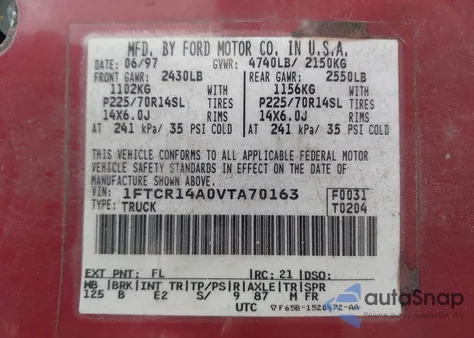 MFD. BY FORD MOTOR CO. IN U.S.A.
DATE: 06/97 GVWR: 4740LB/ 2150KG
FRONT GAWR: 2430LB REAR GAWR: 2550LB
1102KG WITH 1156KG WITH
P225/70R14SL TIRES P225/70R14SL TIRES
14X6.0J RIMS 14X6.0J RIMS
AT 241 kPa/ 35 PSI COLD AT 241 kPa/ 35 PSI COLD
THIS VEHICLE CONFORMS TO ALL APPLICABLE FEDERAL MOTOR
VEHICLE SAFETY STANDARDS IN EFFECT ON THE DATE OF
MANUFACTURE SHOWN ABOVE.
VIN: 1FTCR14A0VTA70163 F0031
TYPE: TRUCK T0204
EXT PNT: FL RC: 21 DSO:
WB BRK INT TR TP/PS R AXLE TR SPR
125 B E2 S/ 9 87 M FR
UTC F65B-1520472-AA
autoSnap